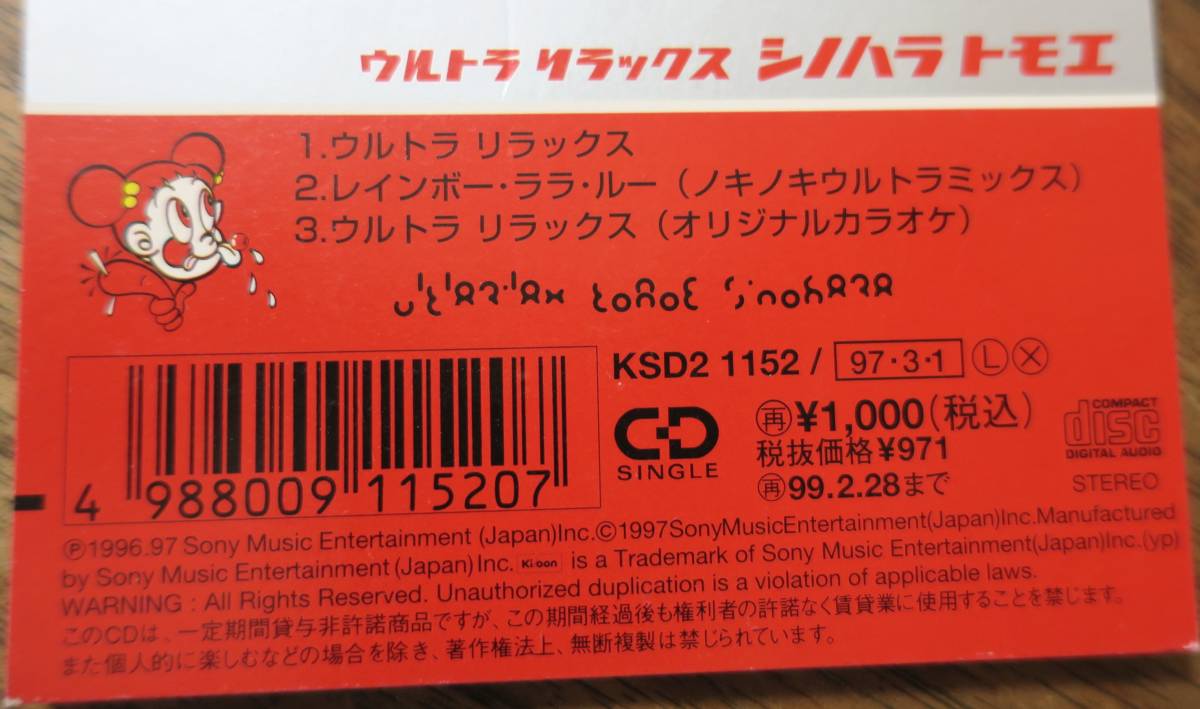 ウルトラ リラックス シノハラ トモエ
1.ウルトラ リラックス
2.レインボー・ララ・ルー（ノキノキウルトラミックス）
3.ウルトラ リラックス（オリジナルカラオケ）
KSD2 1152 / 97・3・1 Ⓛ Ⓧ
CD SINGLE
再¥1,000(税込)
税抜価格¥971
再99.2.28まで
COMPACT disc DIGITAL AUDIO
STEREO
4 988009 115207
Ⓟ1996.97 Sony Music Entertainment (Japan)Inc.©1997SonyMusicEntertainment(Japan)Inc.Manufactured
by Sony Music Entertainment(Japan)Inc. Ki/oon is a Trademark of Sony Music Entertainment(Japan)Inc.(yp)
WARNING : All Rights Reserved. Unauthorized duplication is a violation of applicable laws.
このCDは、一定期間貸与非許諾商品ですが、この期間経過後も権利者の許諾なく賃貸業に使用することを禁じます。
また個人的に楽しむなどの場合を除き、著作権法上、無断複製は禁じられています。